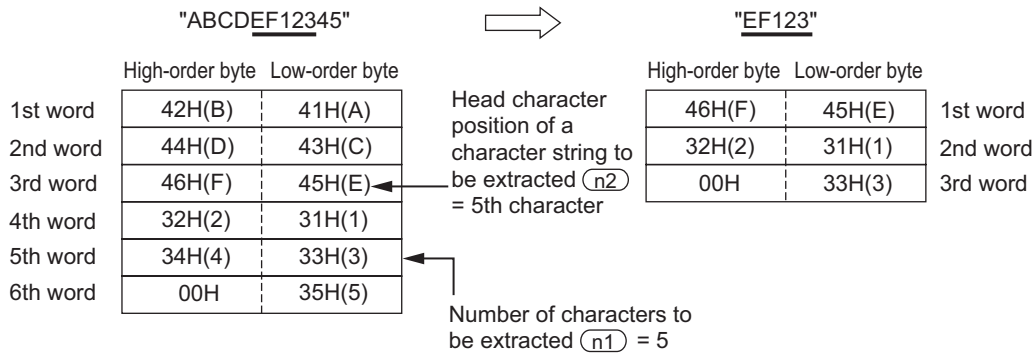 "ABCDEF12345" "EF123"
High-order byte Low-order byte
1st word 42H(B) 41H(A)
2nd word 44H(D) 43H(C)
3rd word 46H(F) 45H(E)
4th word 32H(2) 31H(1)
5th word 34H(4) 33H(3)
6th word 00H 35H(5)
Head character
position of a
character string to
be extracted n2
= 5th character
Number of characters to
be extracted n1 = 5
High-order byte Low-order byte
46H(F) 45H(E) 1st word
32H(2) 31H(1) 2nd word
00H 33H(3) 3rd word